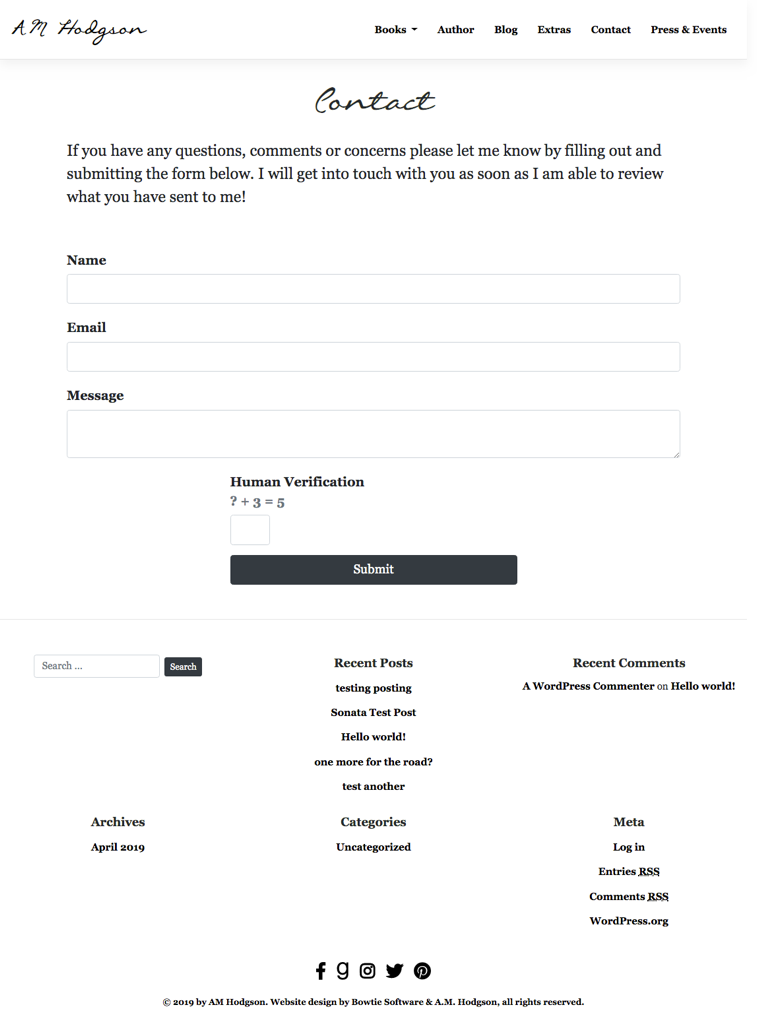 AM Hodgson
Books Author Blog Extras Contact Press & Events
Contact
If you have any questions, comments or concerns please let me know by filling out and
submitting the form below. I will get into touch with you as soon as I am able to review
what you have sent to me!
Name
Email
Message
Human Verification
? + 3 = 5
Submit
Search ... Search
Recent Posts
testing posting
Sonata Test Post
Hello world!
one more for the road?
test another
Recent Comments
A WordPress Commenter on Hello world!
Archives
April 2019
Categories
Uncategorized
Meta
Log in
Entries RSS
Comments RSS
WordPress.org
© 2019 by AM Hodgson. Website design by Bowtie Software & A.M. Hodgson, all rights reserved.